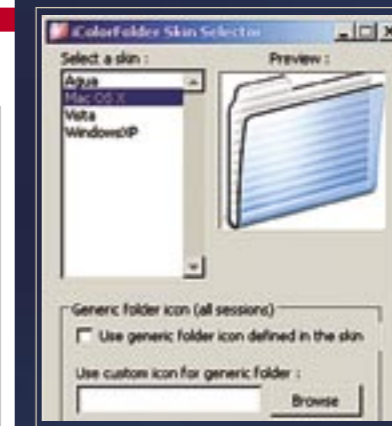 iColorFolder Skin Selector
Select a skin :
Preview :
Aqua
Mac OS X
Vista
WindowsXP
Generic folder icon (all sessions)
Use generic folder icon defined in the skin
Use custom icon for generic folder :
Browse